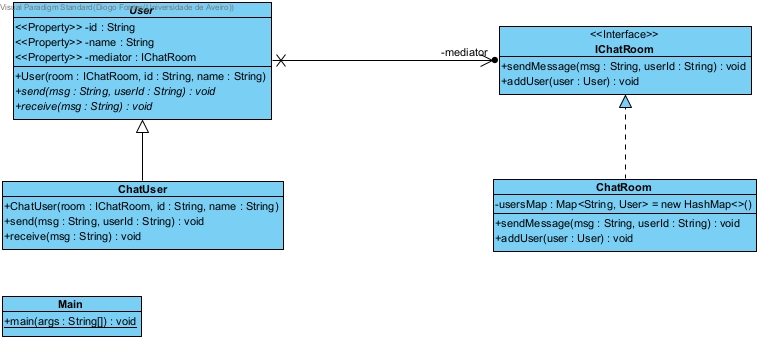 Visual Paradigm Standard(Diogo Fontes(Universidade de Aveiro))
User
<<Property>> -id : String
<<Property>> -name : String
<<Property>> -mediator : IChatRoom
+User(room : IChatRoom, id : String, name : String)
+send(msg : String, userId : String) : void
+receive(msg : String) : void
-mediator
<<Interface>>
IChatRoom
+sendMessage(msg : String, userId : String) : void
+addUser(user : User) : void
ChatUser
+ChatUser(room : IChatRoom, id : String, name : String)
+send(msg : String, userId : String) : void
+receive(msg : String) : void
ChatRoom
-usersMap : Map<String, User> = new HashMap<>()
+sendMessage(msg : String, userId : String) : void
+addUser(user : User) : void
Main
+main(args : String[]) : void